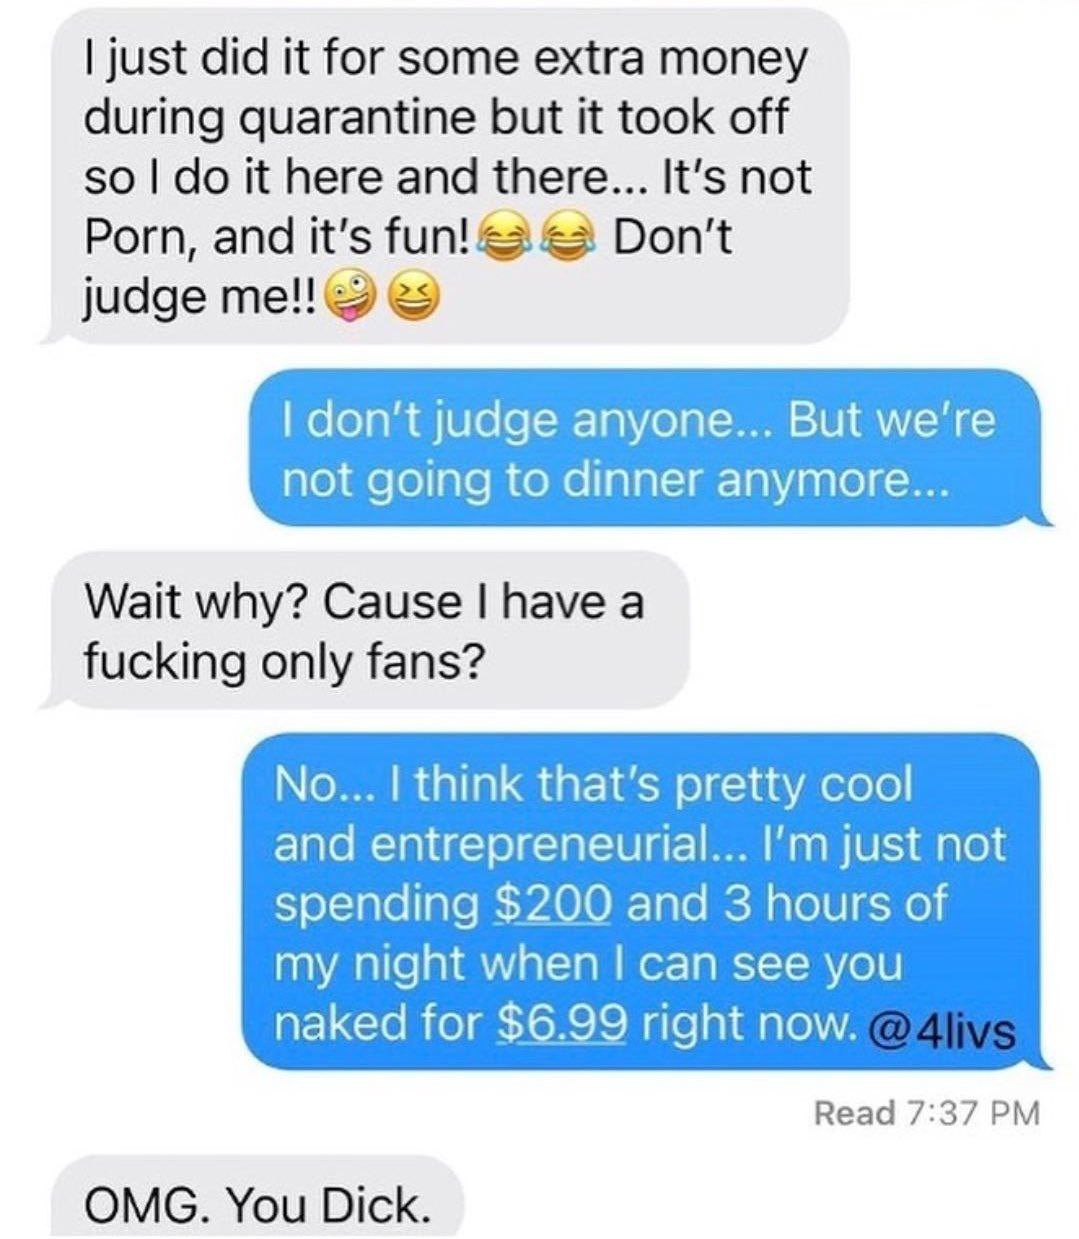 I just did it for some extra money
during quarantine but it took off
so I do it here and there... It's not
Porn, and it's fun!😂😂 Don't
judge me!!🤪😆
I don't judge anyone... But we're
not going to dinner anymore...
Wait why? Cause I have a
fucking only fans?
No... I think that's pretty cool
and entrepreneurial... I'm just not
spending $200 and 3 hours of
my night when I can see you
naked for $6.99 right now. @4livs
Read 7:37 PM
OMG. You Dick.